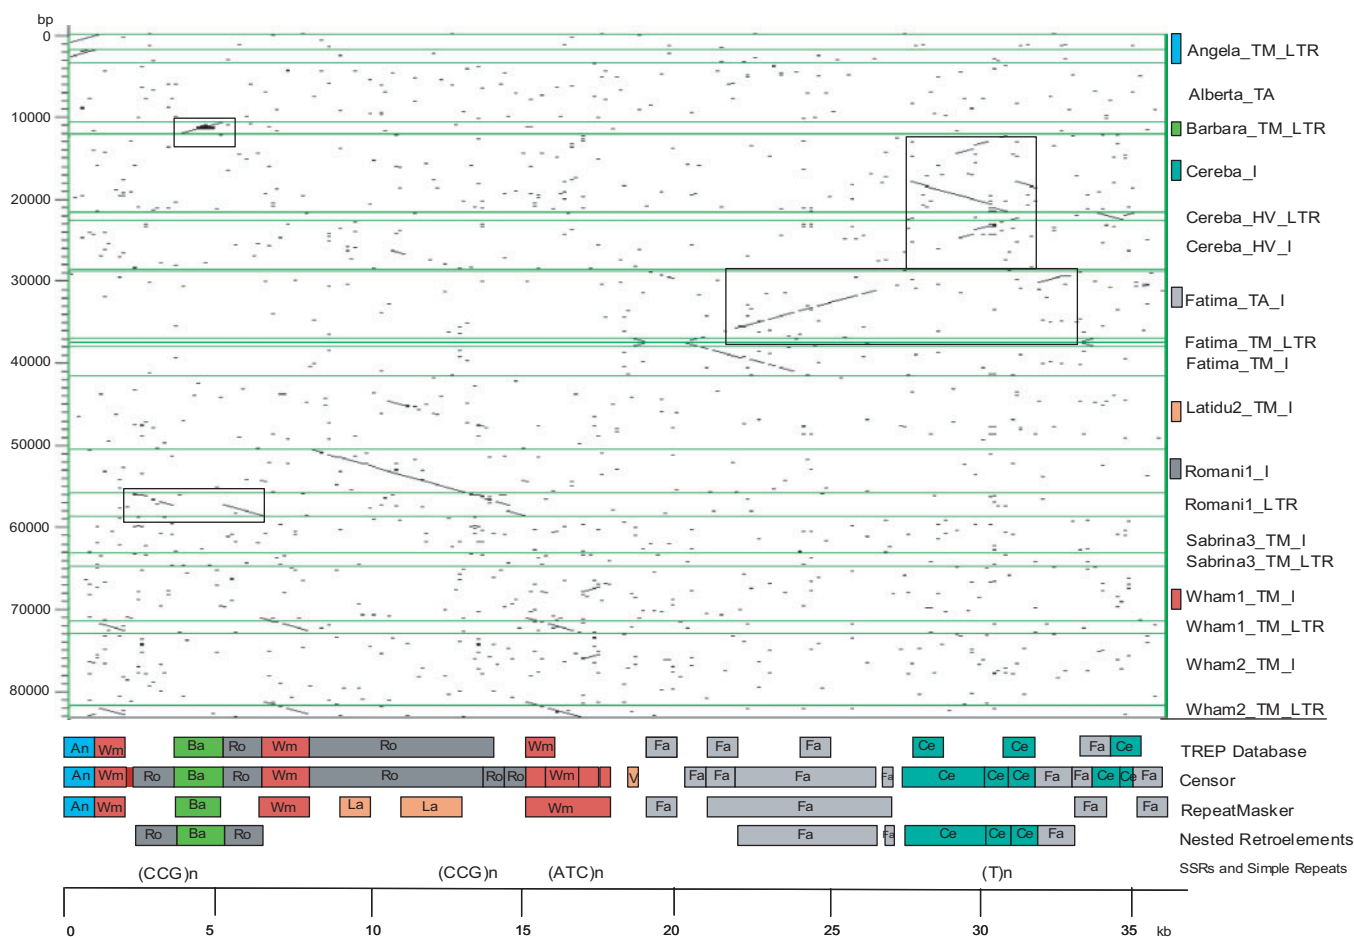 bp
0
10000
20000
30000
40000
50000
60000
70000
80000
Angela_TM_LTR
Alberta_TA
Barbara_TM_LTR
Cereba_I
Cereba_HV_LTR
Cereba_HV_I
Fatima_TA_I
Fatima_TM_LTR
Fatima_TM_I
Latidu2_TM_I
Romani1_I
Romani1_LTR
Sabrina3_TM_I
Sabrina3_TM_LTR
Wham1_TM_I
Wham1_TM_LTR
Wham2_TM_I
Wham2_TM_LTR
An Wm Ba Ro Wm Ro Wm Fa Fa Fa Ce Ce Fa Ce TREP Database
An Wm Ro Ba Ro Wm Ro Ro Ro Wm V Fa Fa Fa Fa Ce Ce Ce Fa Fa Ce Ce Fa Censor
An Wm Ba Wm La La Wm Fa Fa Fa Fa RepeatMasker
Ro Ba Ro Fa Fa Ce Ce Ce Fa Nested Retroelements
(CCG)n (CCG)n (ATC)n (T)n SSRs and Simple Repeats
0 5 10 15 20 25 30 35 kb